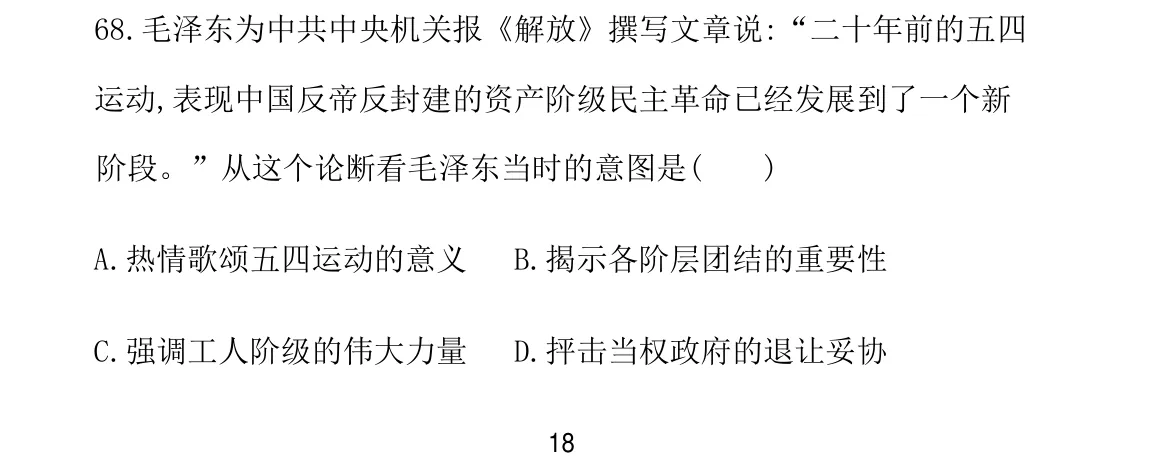 68.毛泽东为中共中央机关报《解放》撰写文章说:“二十年前的五四
运动,表现中国反帝反封建的资产阶级民主革命已经发展到了一个新
阶段。”从这个论断看毛泽东当时的意图是(　　)
A.热情歌颂五四运动的意义　B.揭示各阶层团结的重要性
C.强调工人阶级的伟大力量　D.抨击当权政府的退让妥协
18